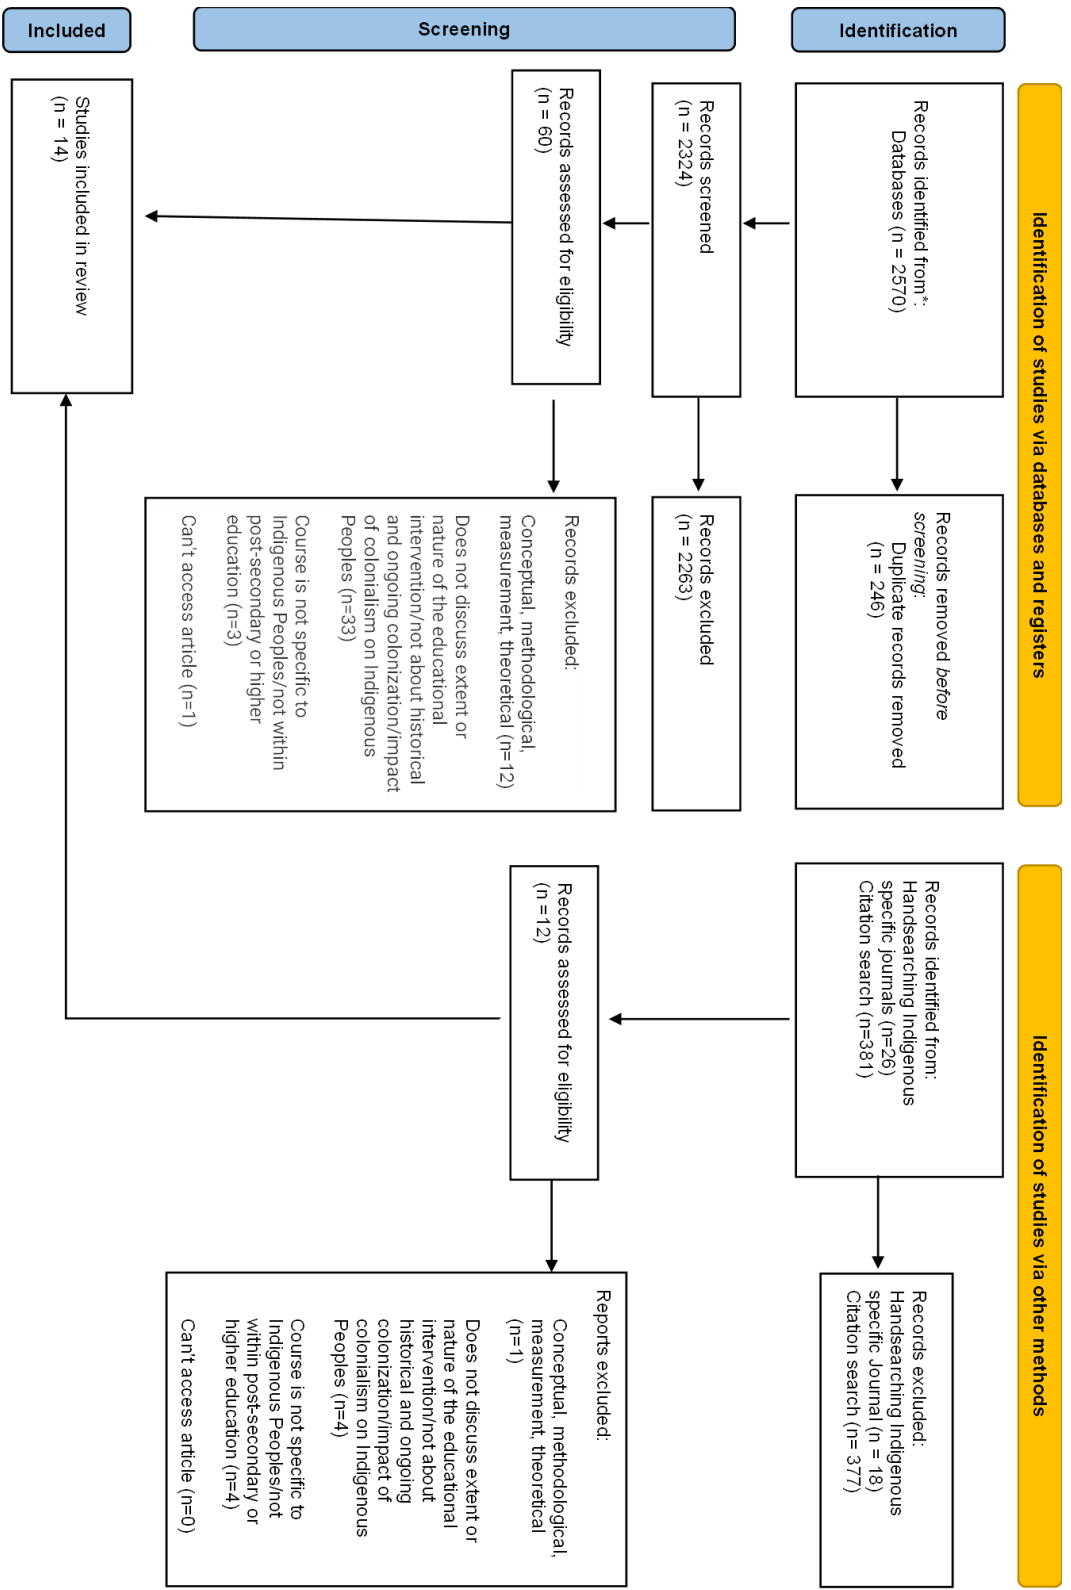 Identification of studies via databases and registers
Identification of studies via other methods
Identification
Records identified from*:
Databases (n = 2570)
Records removed before
screening:
Duplicate records removed
(n = 246)
Records identified from:
Handsearching Indigenous
specific journals (n=26)
Citation search (n=381)
Records excluded:
Handsearching Indigenous
specific Journal (n = 18)
Citation search (n= 377)
Screening
Records screened
(n = 2324)
Records excluded
(n = 2263)
Records assessed for eligibility
(n = 60)
Records excluded:
Conceptual, methodological,
measurement, theoretical (n=12)
Does not discuss extent or
nature of the educational
intervention/not about historical
and ongoing colonization/impact
of colonialism on Indigenous
Peoples (n=33)
Course is not specific to
Indigenous Peoples/not within
post-secondary or higher
education (n=3)
Can't access article (n=1)
Records assessed for eligibility
(n =12)
Reports excluded:
Conceptual, methodological,
measurement, theoretical
(n=1)
Does not discuss extent or
nature of the educational
intervention/not about
historical and ongoing
colonization/impact of
colonialism on Indigenous
Peoples (n=4)
Course is not specific to
Indigenous Peoples/not
within post-secondary or
higher education (n=4)
Can't access article (n=0)
Included
Studies included in review
(n = 14)